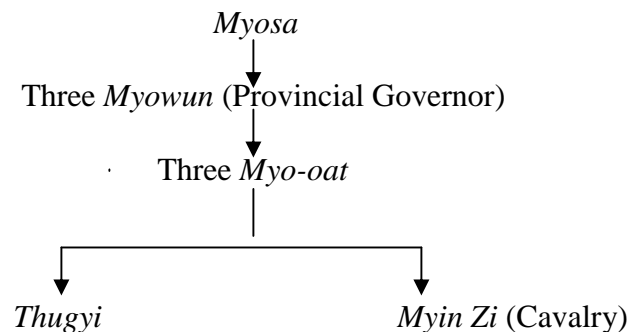 Myosa
Three Myowun (Provincial Governor)
Three Myo-oat
Thugyi
Myin Zi (Cavalry)